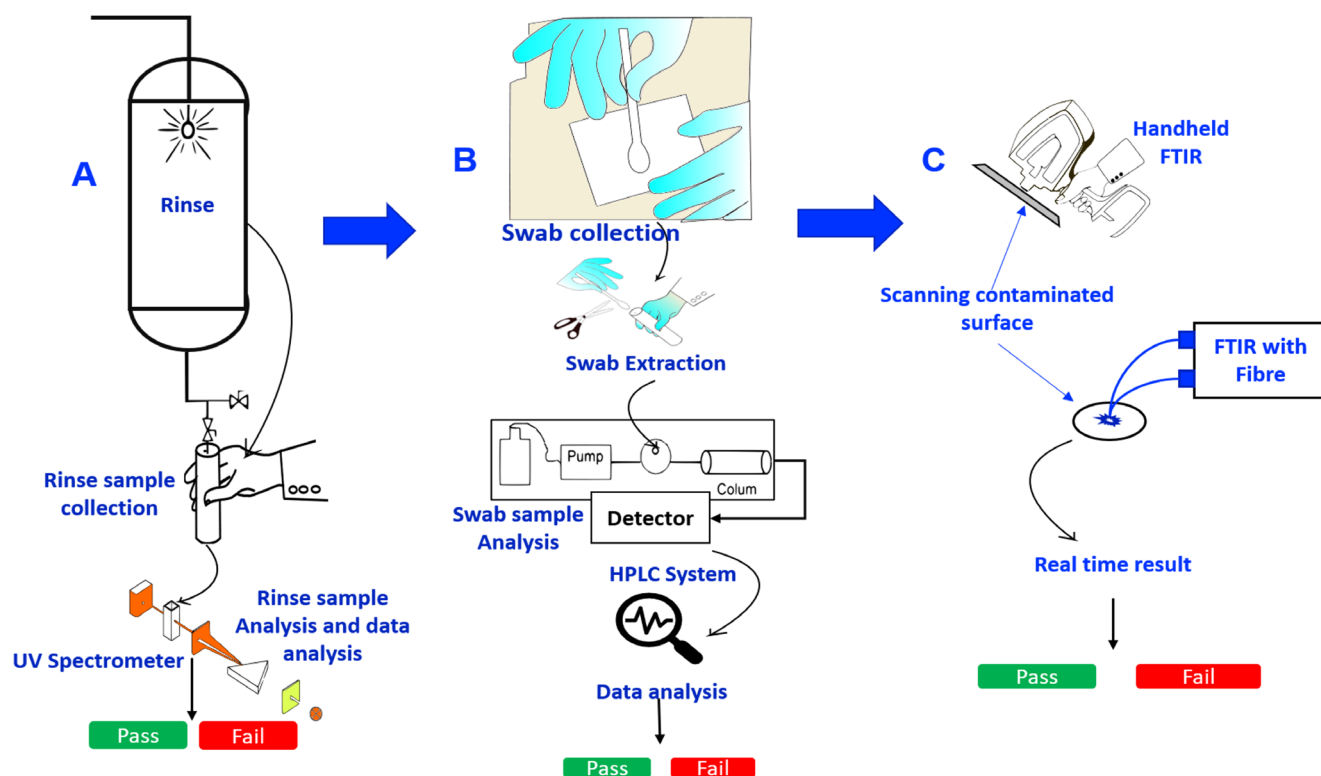 A
Rinse
Rinse sample
collection
UV Spectrometer
Rinse sample
Analysis and data
analysis
Pass
Fail
B
Swab collection
Swab Extraction
Pump
Colum
Swab sample
Analysis
Detector
HPLC System
Data analysis
Pass
Fail
C
Handheld
FTIR
Scanning contaminated
surface
FTIR with
Fibre
Real time result
Pass
Fail